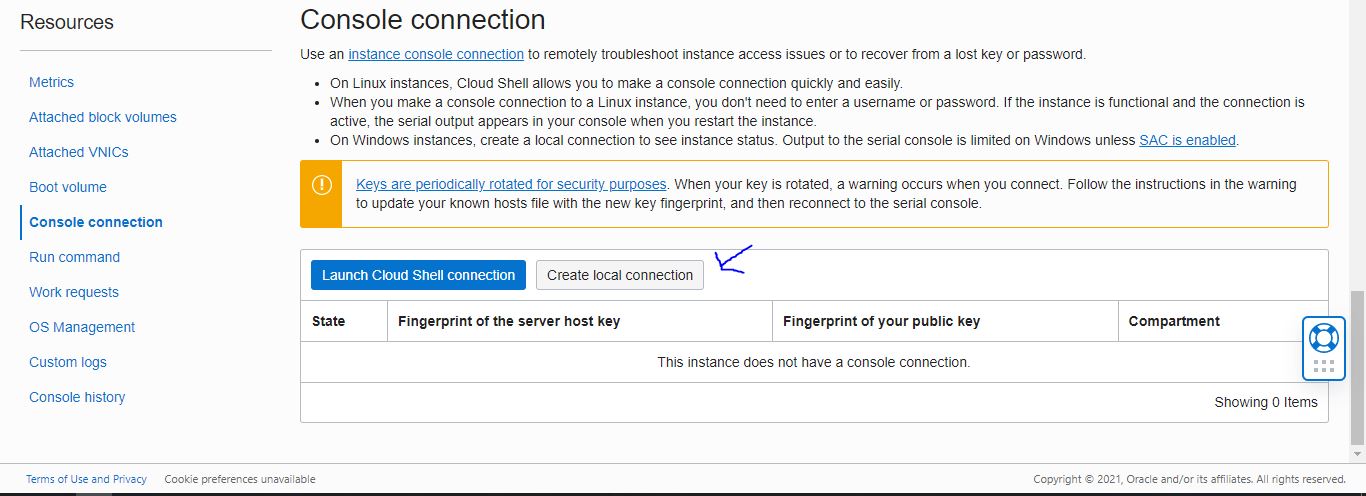 Resources
Metrics
Attached block volumes
Attached VNICs
Boot volume
Console connection
Run command
Work requests
OS Management
Custom logs
Console history
Console connection
Use an instance console connection to remotely troubleshoot instance access issues or to recover from a lost key or password.
• On Linux instances, Cloud Shell allows you to make a console connection quickly and easily.
• When you make a console connection to a Linux instance, you don't need to enter a username or password. If the instance is functional and the connection is
active, the serial output appears in your console when you restart the instance.
• On Windows instances, create a local connection to see instance status. Output to the serial console is limited on Windows unless SAC is enabled.
Keys are periodically rotated for security purposes. When your key is rotated, a warning occurs when you connect. Follow the instructions in the warning
to update your known hosts file with the new key fingerprint, and then reconnect to the serial console.
Launch Cloud Shell connection Create local connection
State Fingerprint of the server host key Fingerprint of your public key Compartment
This instance does not have a console connection.
Showing 0 Items
Terms of Use and Privacy Cookie preferences unavailable Copyright © 2021, Oracle and/or its affiliates. All rights reserved.